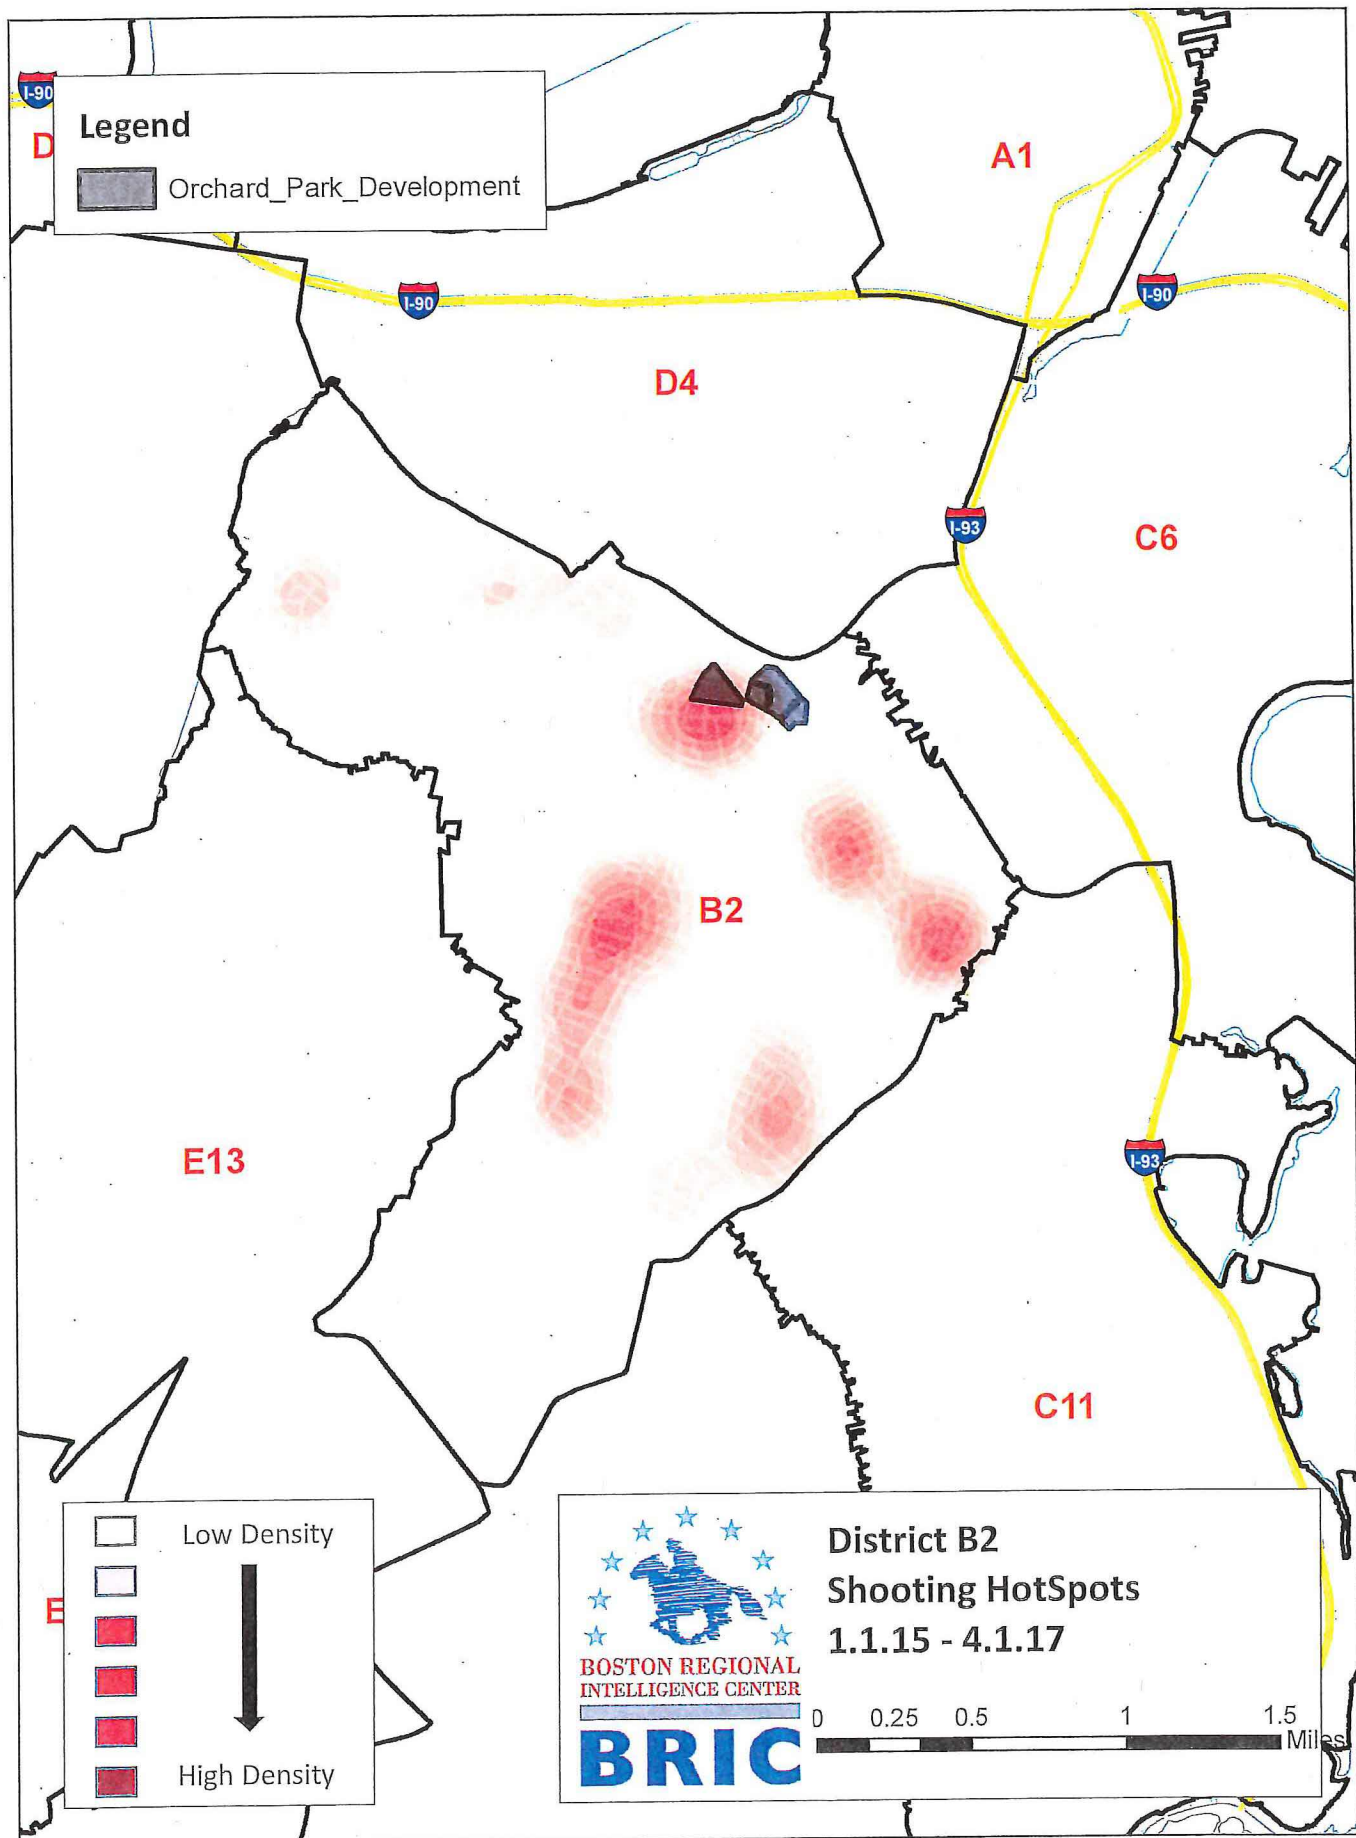 I-90
D
Legend
Orchard_Park_Development
A1
I-90
I-90
D4
I-93
C6
B2
E13
I-93
C11
E
Low Density
High Density
BOSTON REGIONAL
INTELLIGENCE CENTER
BRIC
District B2
Shooting HotSpots
1.1.15 - 4.1.17
0 0.25 0.5 1 1.5
Miles